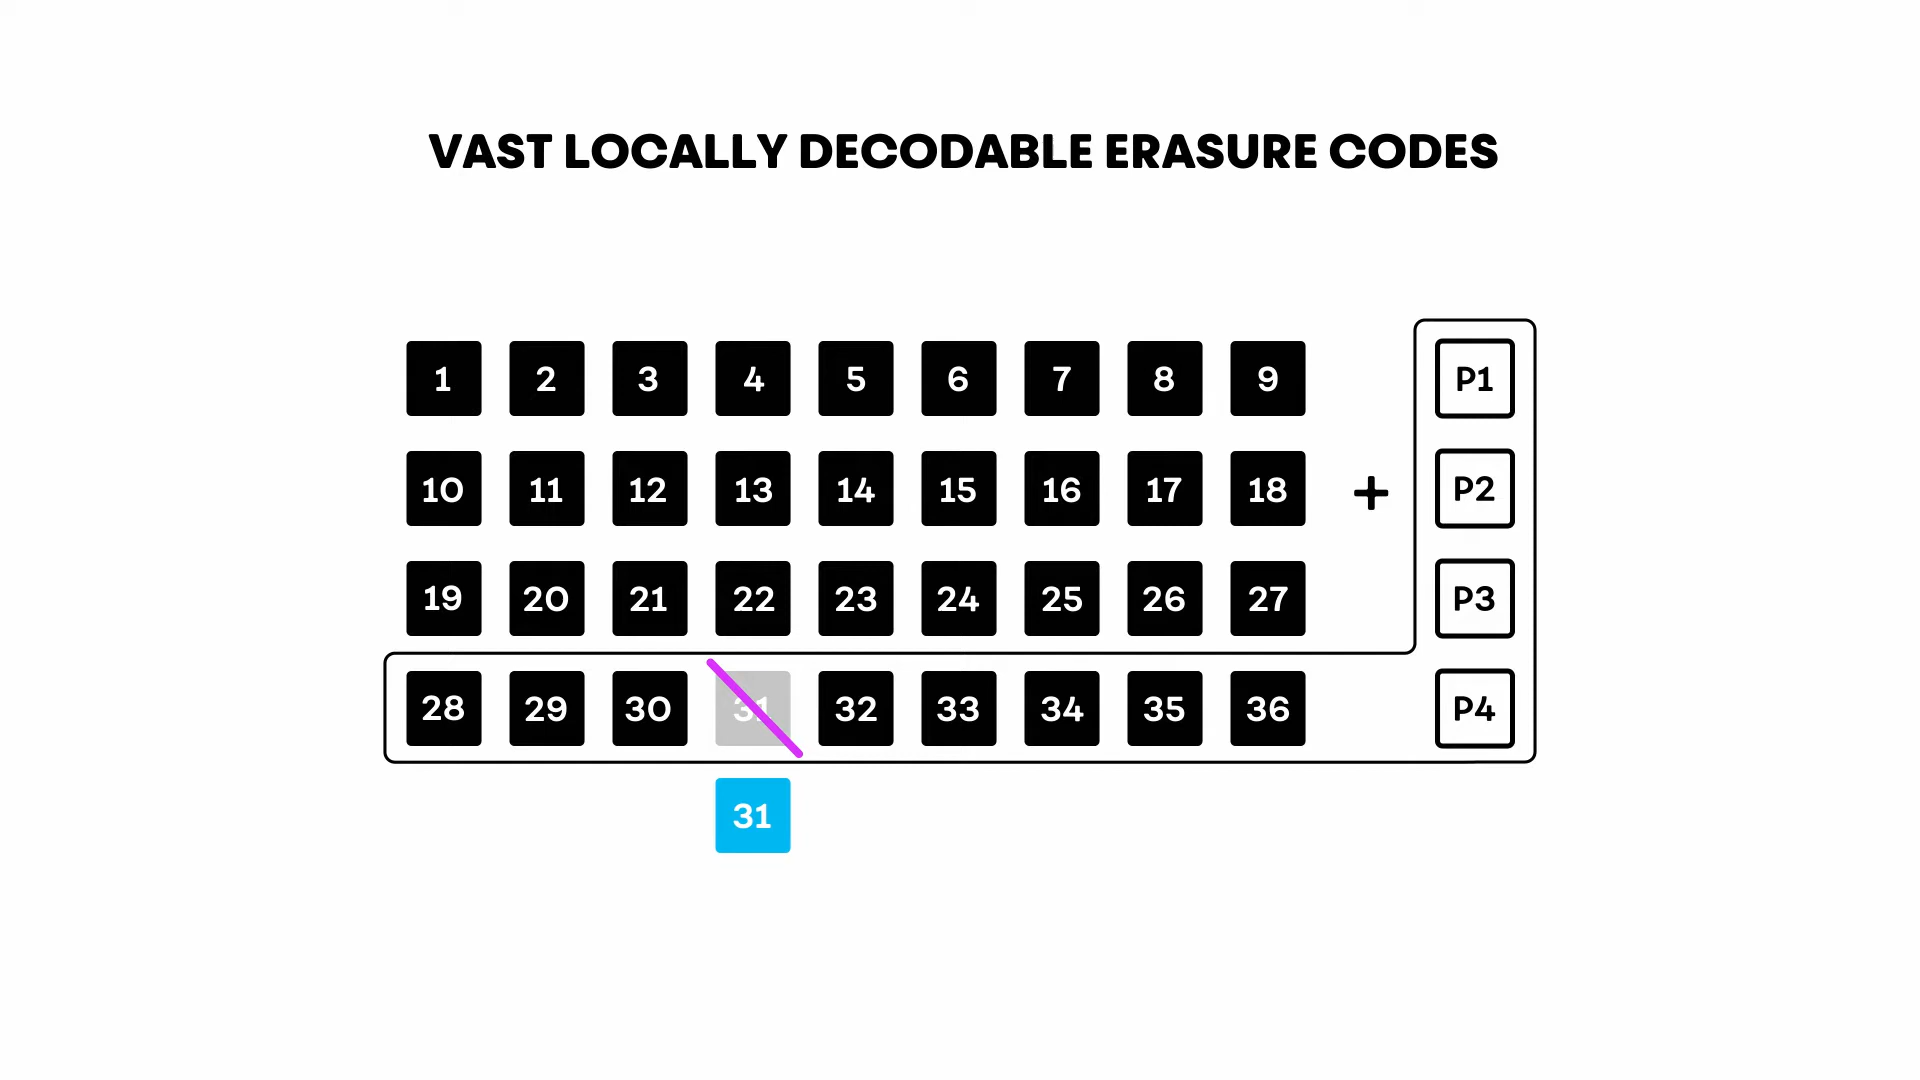 VAST LOCALLY DECODABLE ERASURE CODES
1 2 3 4 5 6 7 8 9 P1
10 11 12 13 14 15 16 17 18 + P2
19 20 21 22 23 24 25 26 27 P3
28 29 30 31 32 33 34 35 36 P4
31